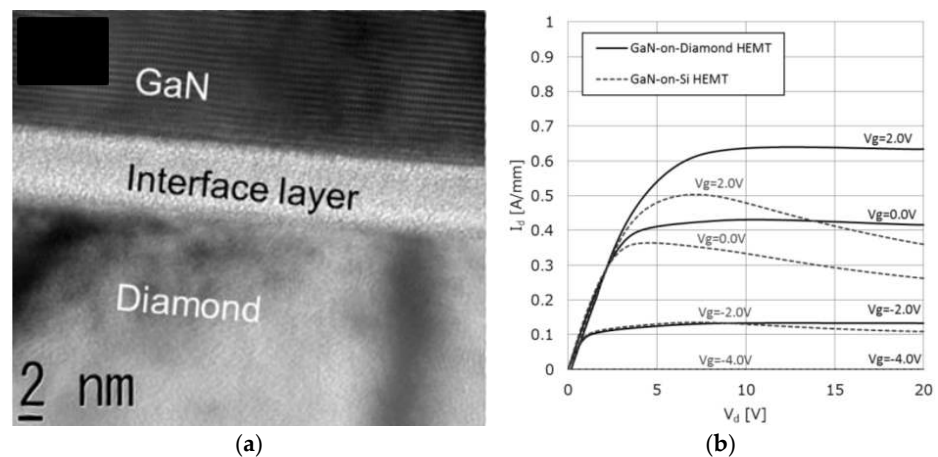 GaN
Interface layer
Diamond
2 nm
(a)
1
0.9
0.8
0.7
0.6
0.5
0.4
0.3
0.2
0.1
0
I_d [A/mm]
GaN-on-Diamond HEMT
GaN-on-Si HEMT
Vg=2.0V
Vg=2.0V
Vg=0.0V
Vg=0.0V
Vg=-2.0V
Vg=-2.0V
Vg=-4.0V
Vg=-4.0V
0 5 10 15 20
V_d [V]
(b)